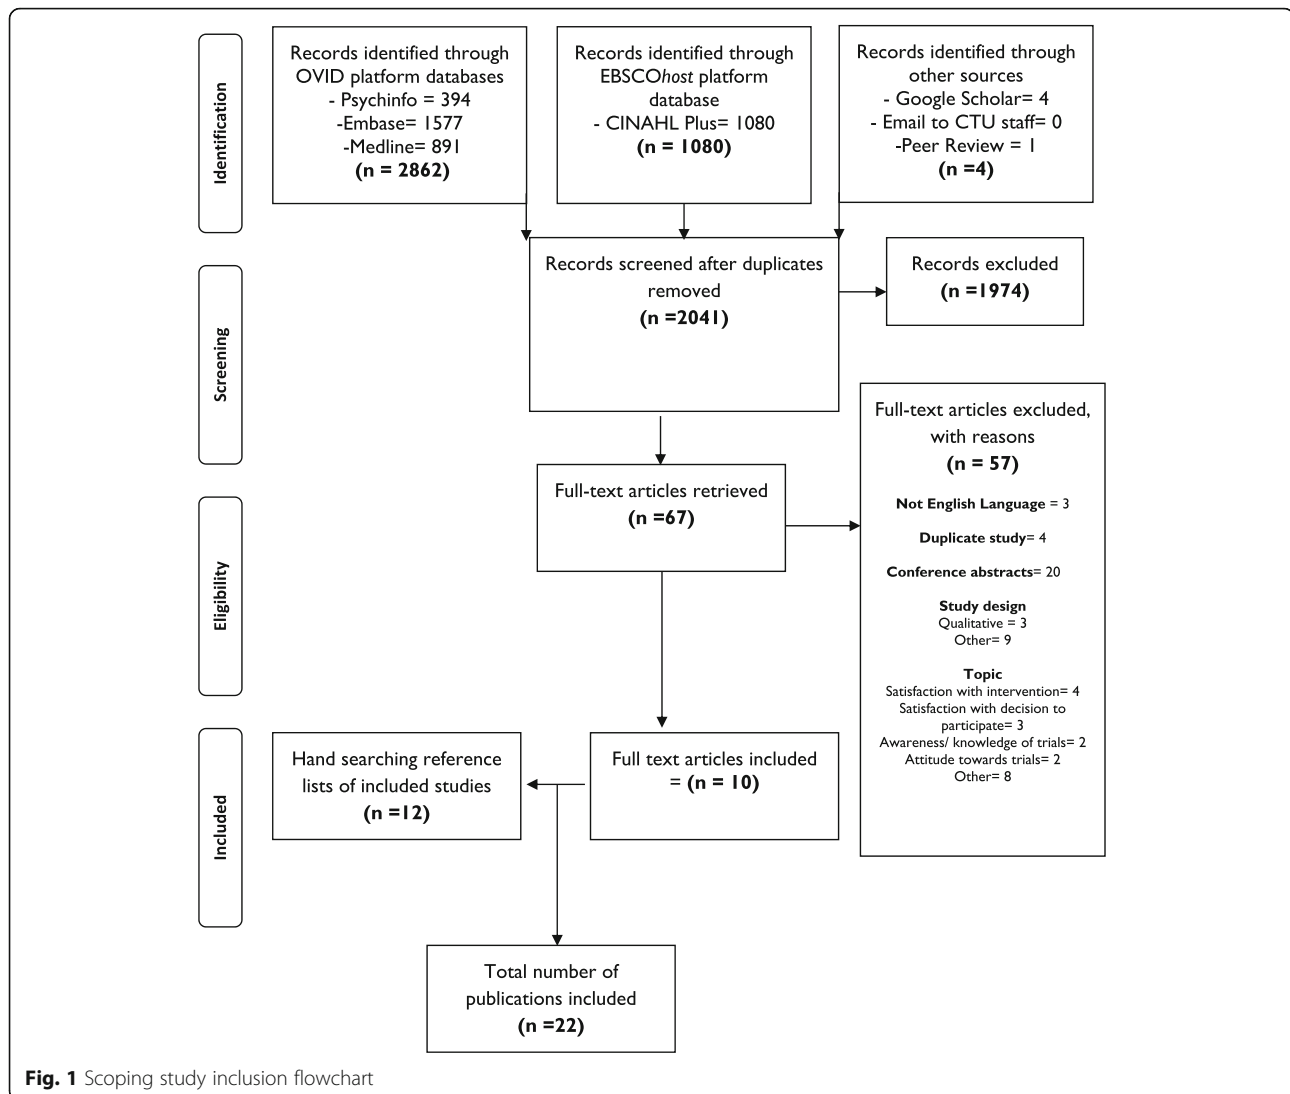 Identification
Records identified through
OVID platform databases
- Psychinfo = 394
-Embase= 1577
-Medline= 891
(n = 2862)
Records identified through
EBSCOhost platform
database
- CINAHL Plus= 1080
(n = 1080)
Records identified through
other sources
- Google Scholar= 4
- Email to CTU staff= 0
-Peer Review = 1
(n =4)
Screening
Records screened after duplicates
removed
(n =2041)
Records excluded
(n =1974)
Full-text articles retrieved
(n =67)
Full-text articles excluded,
with reasons
(n = 57)
Not English Language = 3
Duplicate study= 4
Conference abstracts= 20
Study design
Qualitative = 3
Other= 9
Topic
Satisfaction with intervention= 4
Satisfaction with decision to
participate= 3
Awareness/ knowledge of trials= 2
Attitude towards trials= 2
Other= 8
Eligibility
Included
Hand searching reference
lists of included studies
(n =12)
Full text articles included
= (n = 10)
Total number of
publications included
(n =22)
Fig. 1 Scoping study inclusion flowchart